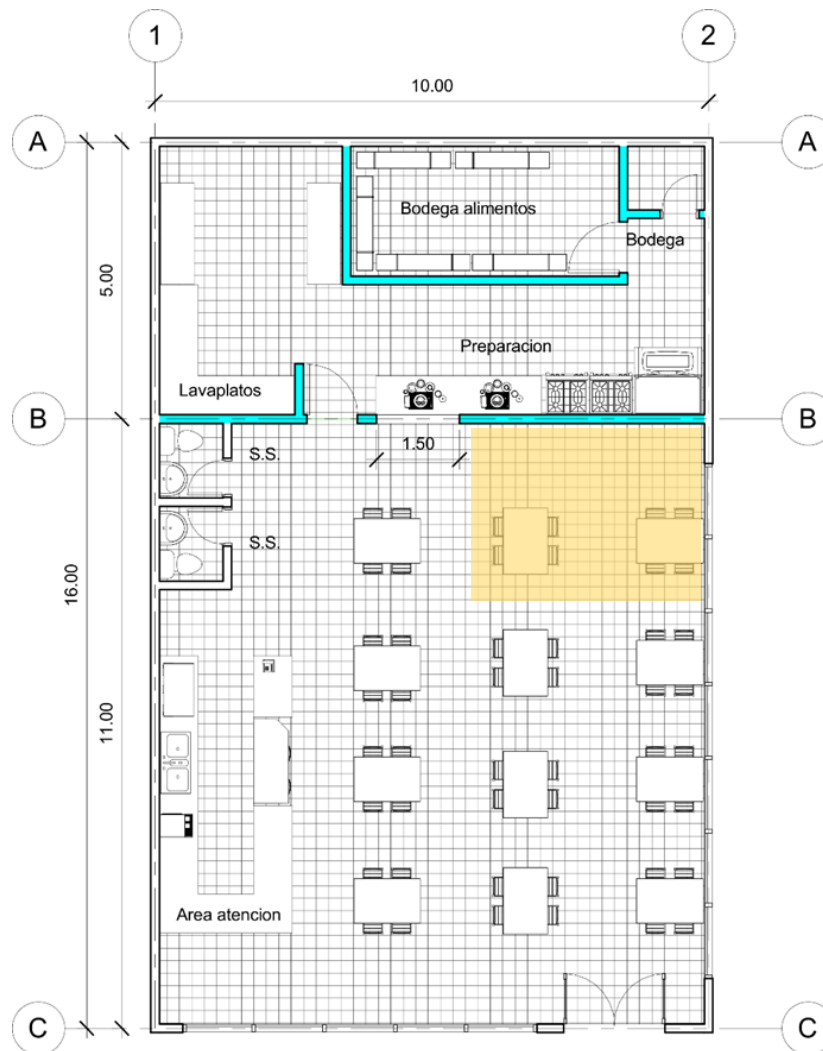 1
2
10.00
A
A
Bodega alimentos
Bodega
5.00
Preparacion
Lavaplatos
B
B
1.50
S.S.
S.S.
16.00
11.00
Area atencion
C
C